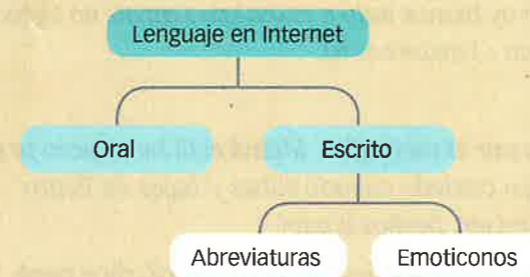 Lenguaje en Internet
Oral
Escrito
Abreviaturas
Emoticonos